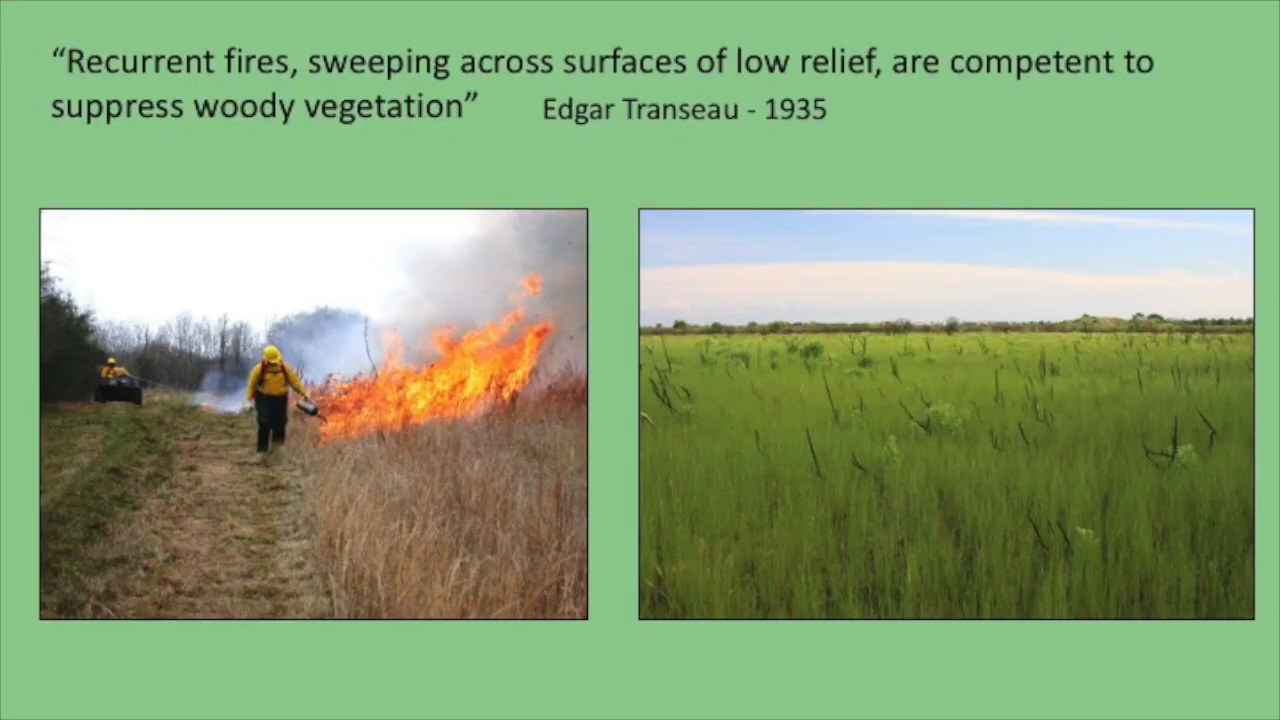 “Recurrent fires, sweeping across surfaces of low relief, are competent to
suppress woody vegetation” Edgar Transeau - 1935